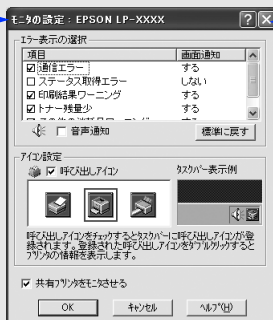 モニタの設定：EPSON LP-XXXX
エラー表示の選択
項目 画面通知
通信エラー する
ステータス取得エラー しない
印刷結果ワーニング する
トナー残量少 する
音声通知 標準に戻す
アイコン設定
呼び出しアイコン タスクバー表示例
呼び出しアイコンをチェックするとタスクバーに呼び出しアイコンが登
録されます。登録された呼び出しアイコンをダブルクリックすると
プリンタの情報を表示します。
共有プリンタをモニタさせる
OK キャンセル ヘルプ(H)